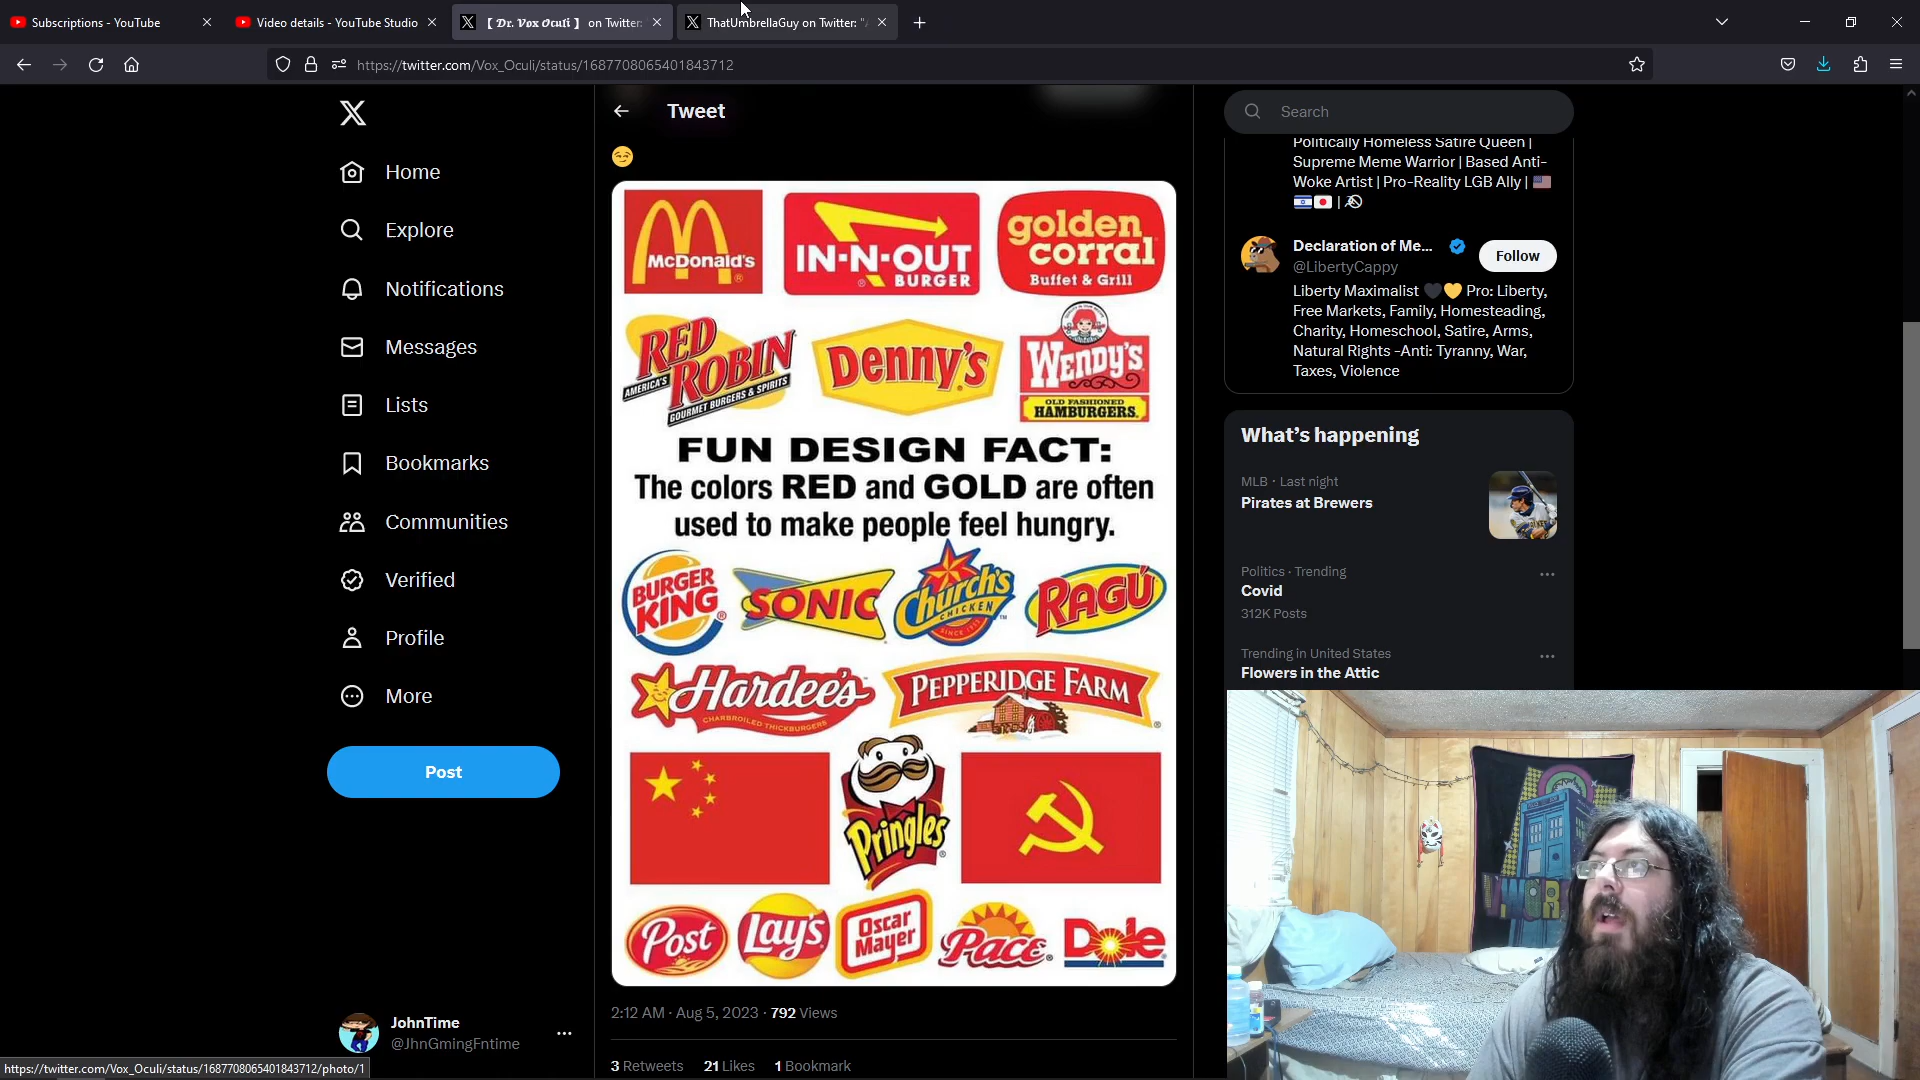 Subscriptions - YouTube
Video details - YouTube Studio
【 𝕯𝖗. 𝖁𝖔𝖝 𝕺𝖈𝖚𝖑𝖎 】 on Twitter:
ThatUmbrellaGuy on Twitter: "
https://twitter.com/Vox_Oculi/status/1687708065401843712
Home
Explore
Notifications
Messages
Lists
Bookmarks
Communities
Verified
Profile
More
Post
JohnTime
@JhnGmingFntime
https://twitter.com/Vox_Oculi/status/1687708065401843712/photo/1
Tweet
😏
McDonald's
IN-N-OUT
BURGER
golden
corral
Buffet & Grill
RED
ROBIN
AMERICA'S
GOURMET BURGERS & SPIRITS
Denny's
WENDY'S
OLD FASHIONED
HAMBURGERS.
FUN DESIGN FACT:
The colors RED and GOLD are often
used to make people feel hungry.
BURGER
KING
SONIC
Church's
CHICKEN
SINCE 1952
RAGÚ
Hardee's
CHARBROILED THICKBURGERS
PEPPERIDGE FARM
Pringles
Post
Lay's
Oscar
Mayer
Pace
Dole
2:12 AM · Aug 5, 2023 · 792 Views
3 Retweets 21 Likes 1 Bookmark
Search
Politically Homeless Satire Queen |
Supreme Meme Warrior | Based Anti-
Woke Artist | Pro-Reality LGB Ally | 🇺🇸
🇮🇱🇯🇵 |
Declaration of Me...
@LibertyCappy
Follow
Liberty Maximalist 🖤💛 Pro: Liberty,
Free Markets, Family, Homesteading,
Charity, Homeschool, Satire, Arms,
Natural Rights -Anti: Tyranny, War,
Taxes, Violence
What's happening
MLB · Last night
Pirates at Brewers
Politics · Trending
Covid
312K Posts
Trending in United States
Flowers in the Attic